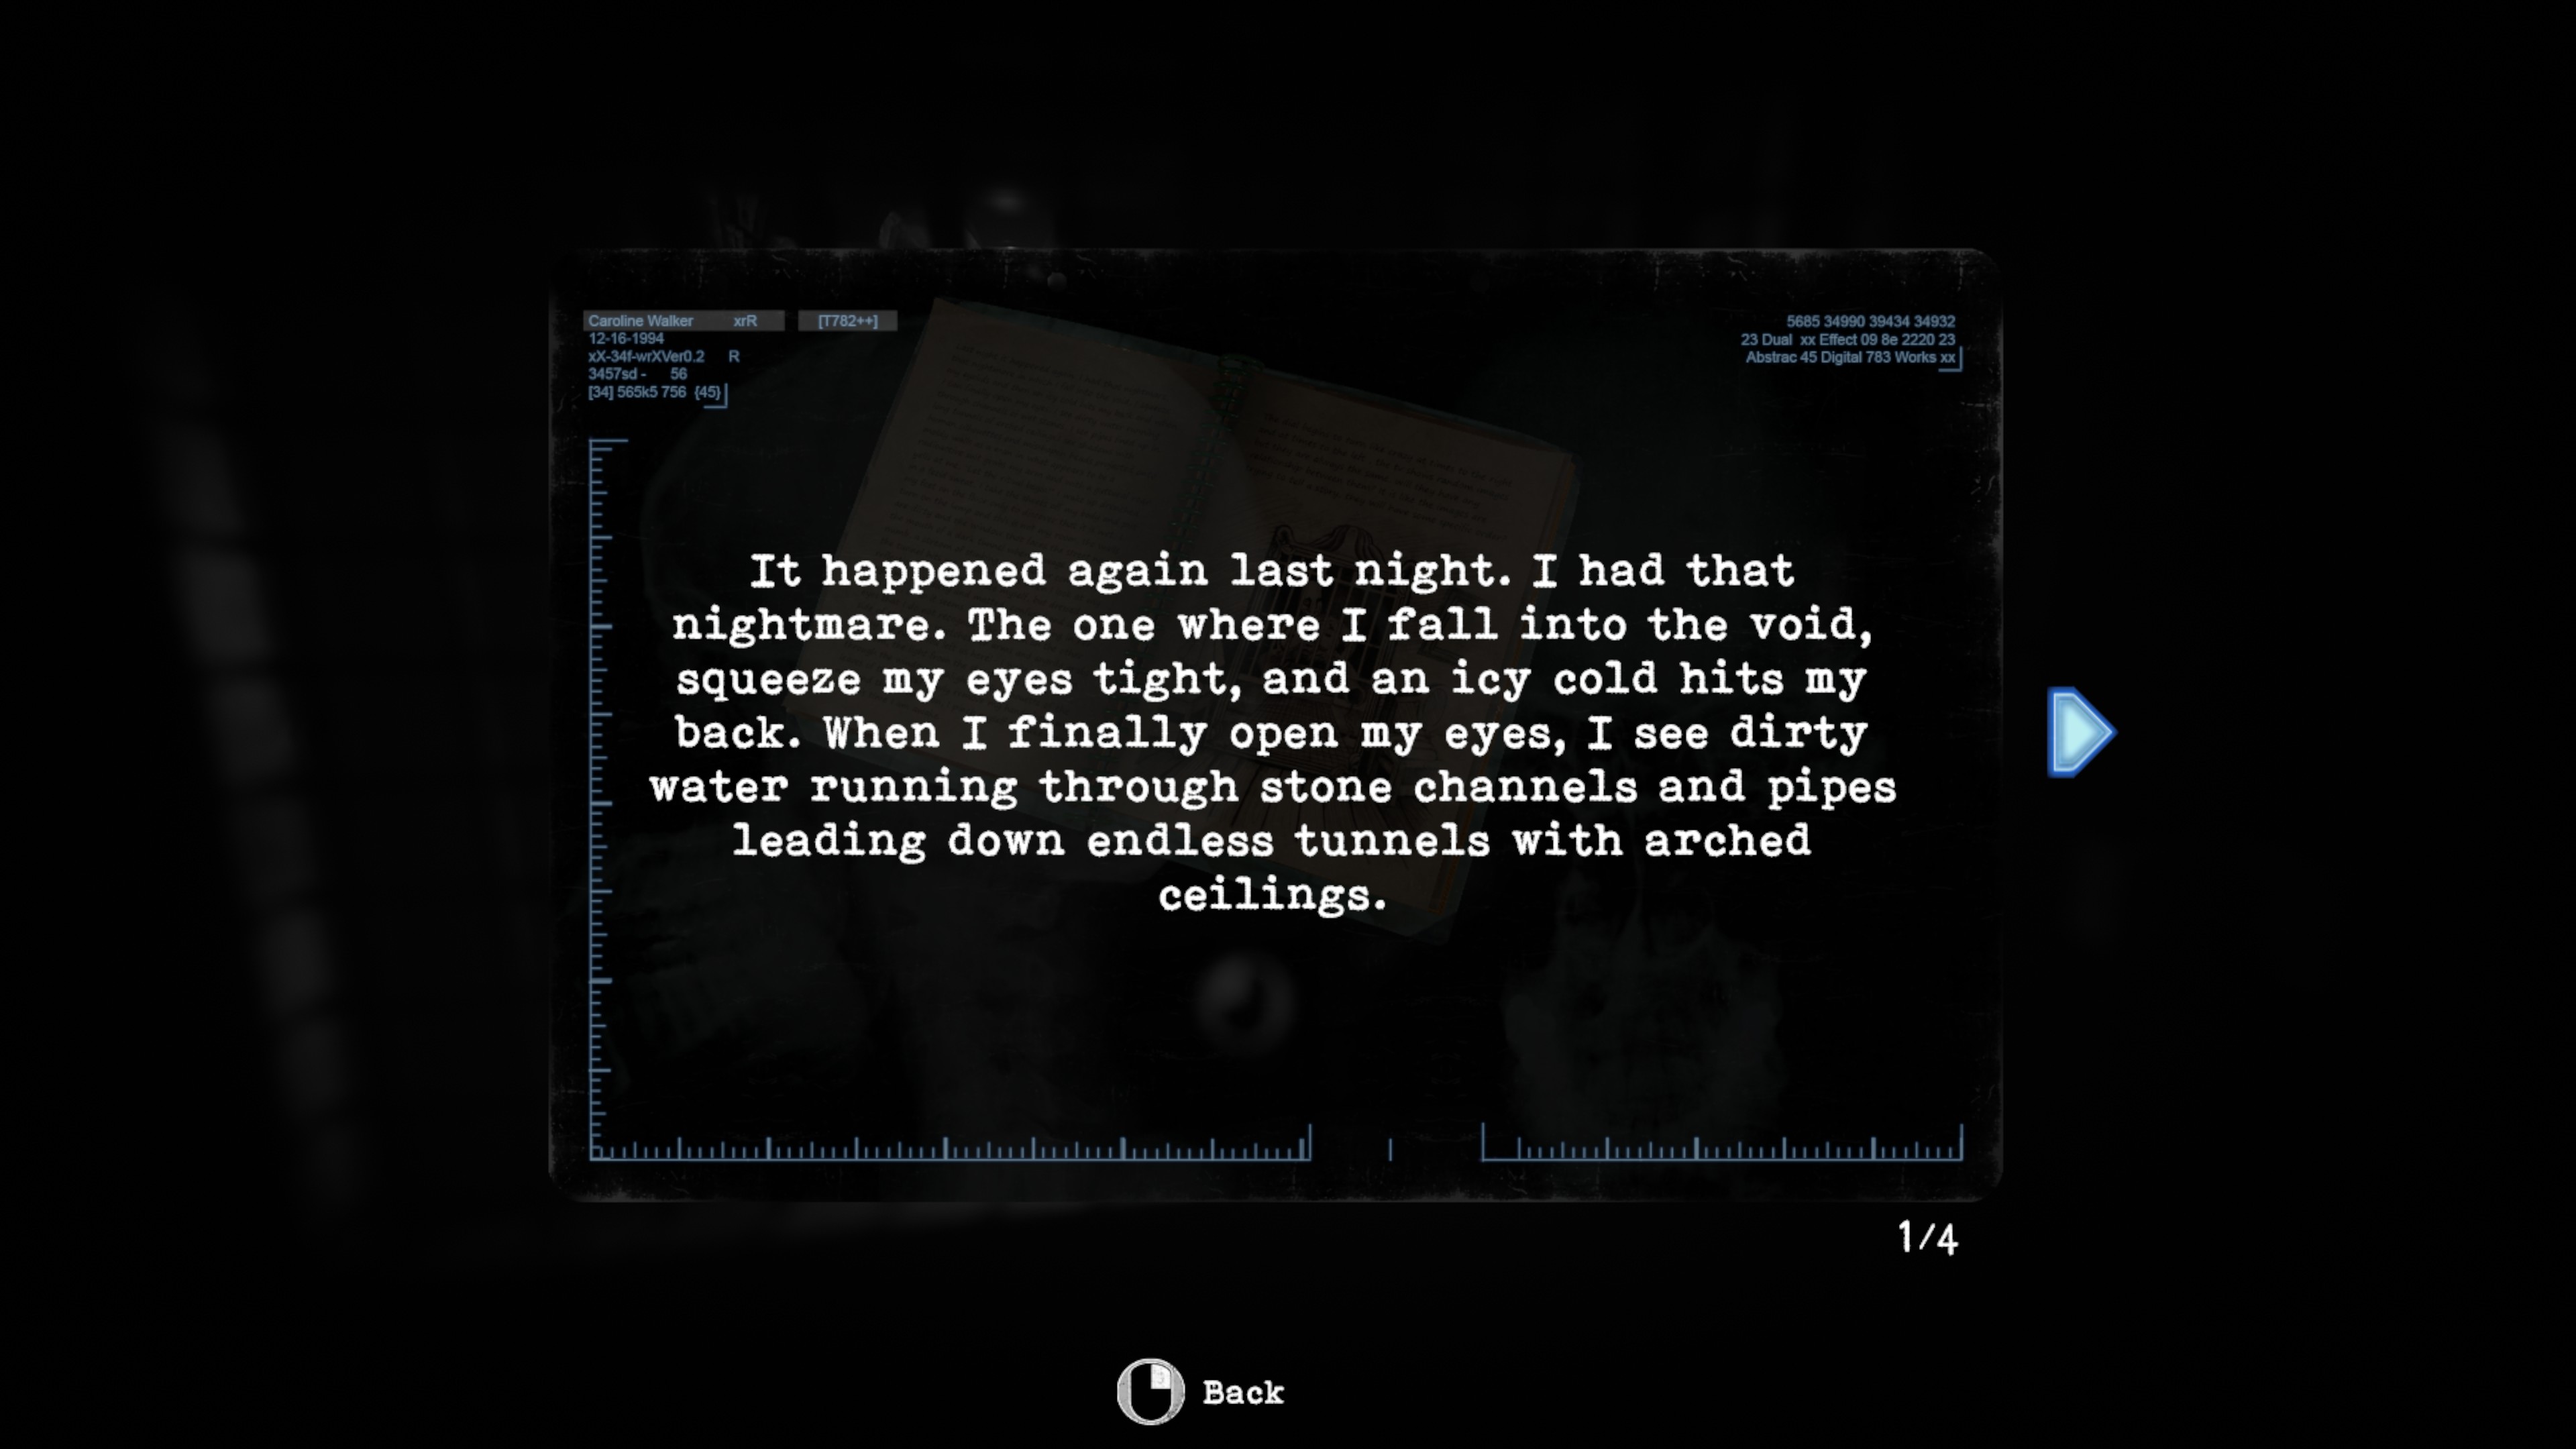 Caroline Walker xrR [T782++]
12-16-1994
xX-34f-wrXVer0.2 R
3457sd - 56
[34] 565k5 756 {45}
5685 34990 39434 34932
23 Dual xx Effect 09 8e 2220 23
Abstrac 45 Digital 783 Works xx
It happened again last night. I had that
nightmare. The one where I fall into the void,
squeeze my eyes tight, and an icy cold hits my
back. When I finally open my eyes, I see dirty
water running through stone channels and pipes
leading down endless tunnels with arched
ceilings.
1/4
Back